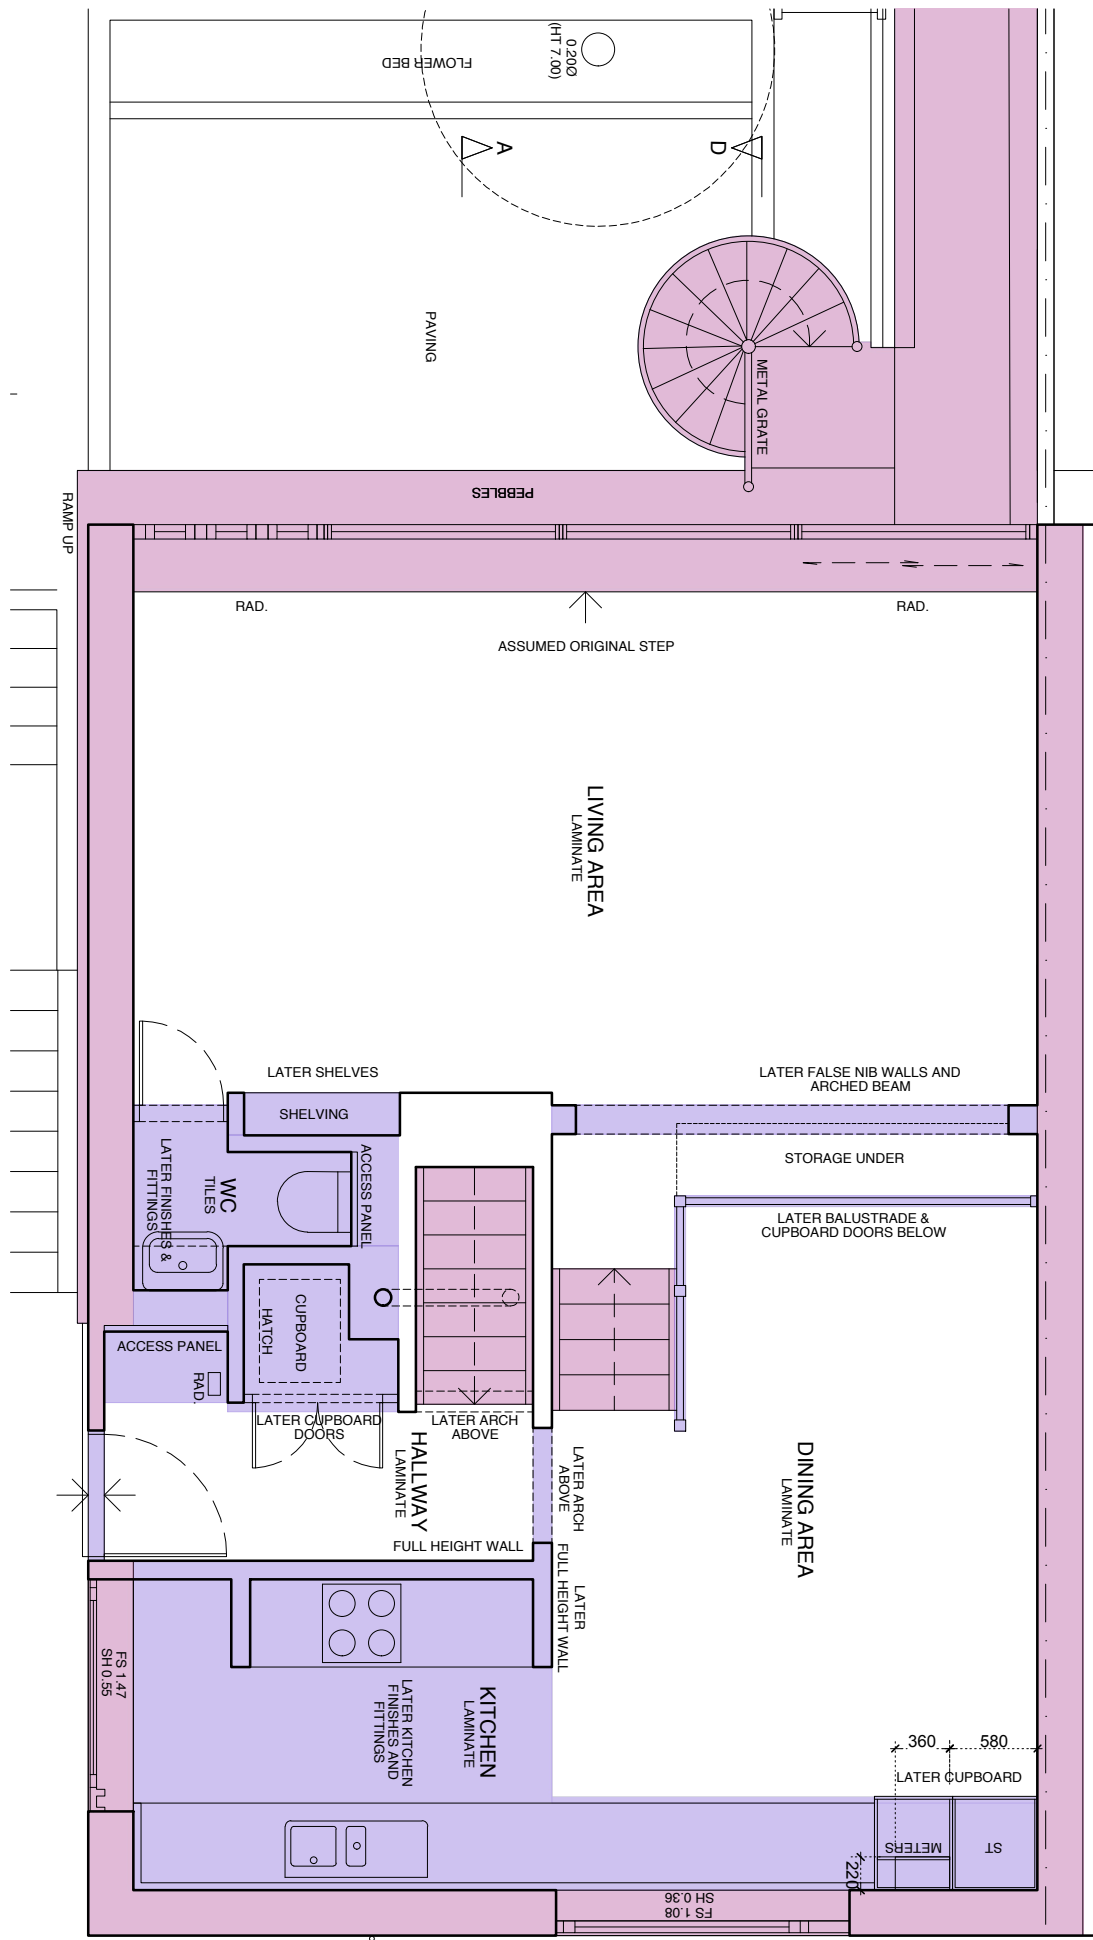 FLOWER BED
0.20Ø
(HT 7.00)
A
D
PAVING
METAL GRATE
PEBBLES
RAMP UP
RAD.
RAD.
ASSUMED ORIGINAL STEP
LIVING AREA
LAMINATE
LATER SHELVES
SHELVING
LATER FALSE NIB WALLS AND
ARCHED BEAM
STORAGE UNDER
LATER BALUSTRADE &
CUPBOARD DOORS BELOW
WC
TILES
LATER FINISHES &
FITTINGS
ACCESS PANEL
CUPBOARD
HATCH
ACCESS PANEL
RAD.
LATER CUPBOARD
DOORS
LATER ARCH
ABOVE
HALLWAY
LAMINATE
LATER ARCH
ABOVE
FULL HEIGHT WALL
LATER
FULL HEIGHT WALL
DINING AREA
LAMINATE
FS 1.47
SH 0.55
KITCHEN
LAMINATE
LATER KITCHEN
FINISHES AND
FITTINGS
360
580
LATER CUPBOARD
METERS
ST
220
FS 1.08
SH 0.36